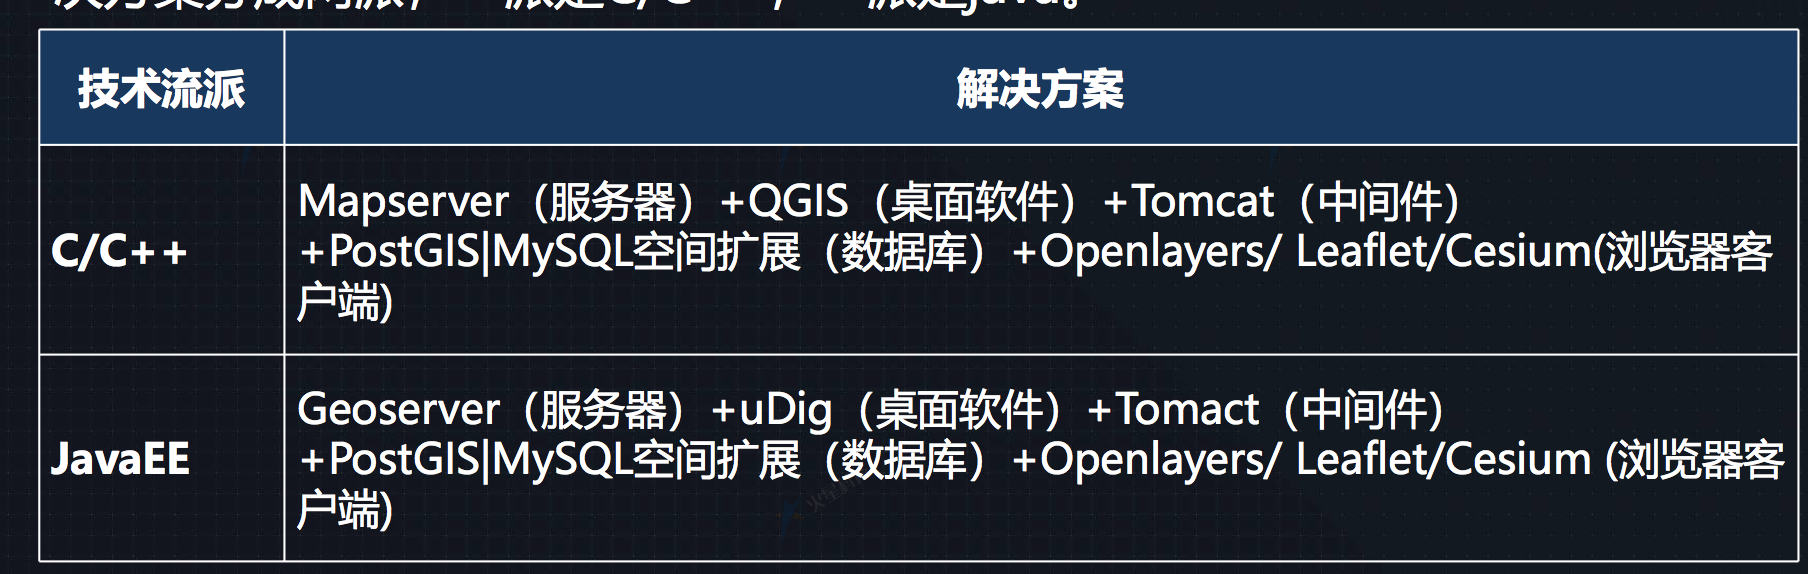 技术流派
解决方案
C/C++
Mapserver（服务器）+QGIS（桌面软件）+Tomcat（中间件）
+PostGIS|MySQL空间扩展（数据库）+Openlayers/ Leaflet/Cesium(浏览器客
户端)
JavaEE
Geoserver（服务器）+uDig（桌面软件）+Tomact（中间件）
+PostGIS|MySQL空间扩展（数据库）+Openlayers/ Leaflet/Cesium (浏览器客
户端)